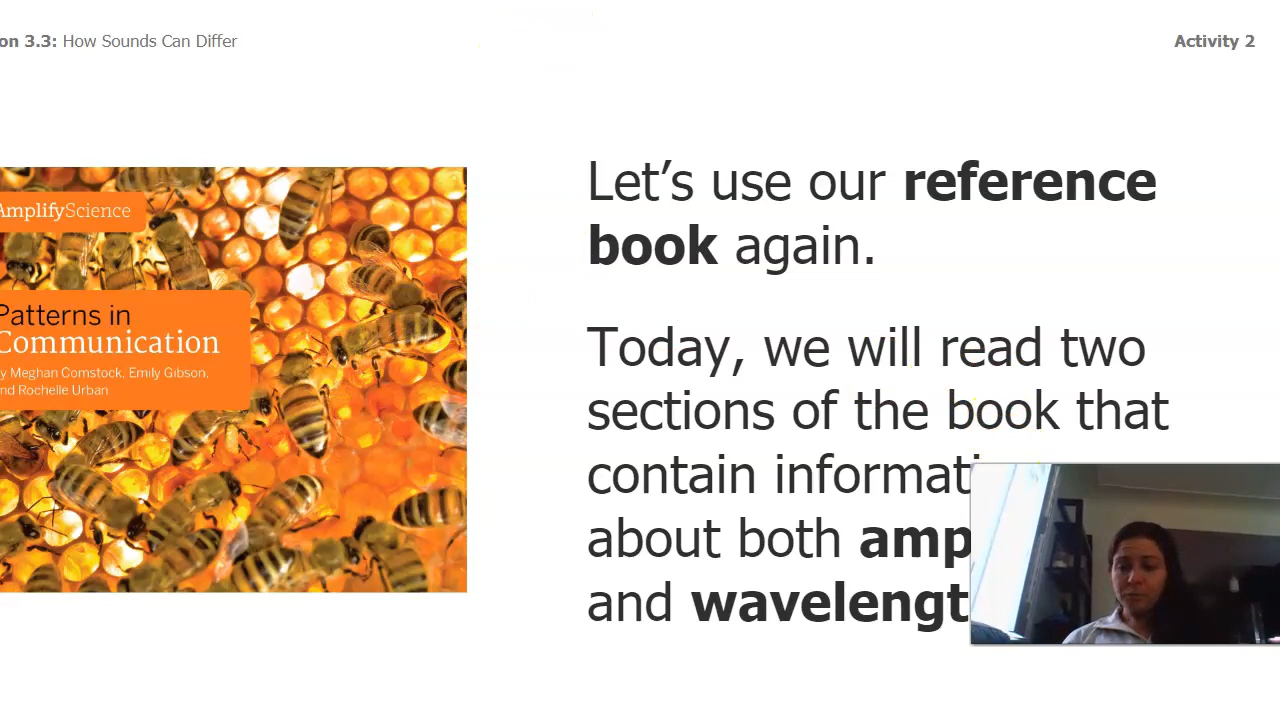 on 3.3: How Sounds Can Differ
Activity 2
AmplifyScience
Patterns in
Communication
y Meghan Comstock, Emily Gibson,
nd Rochelle Urban
Let’s use our reference
book again.
Today, we will read two
sections of the book that
contain informati
about both amp
and wavelengt